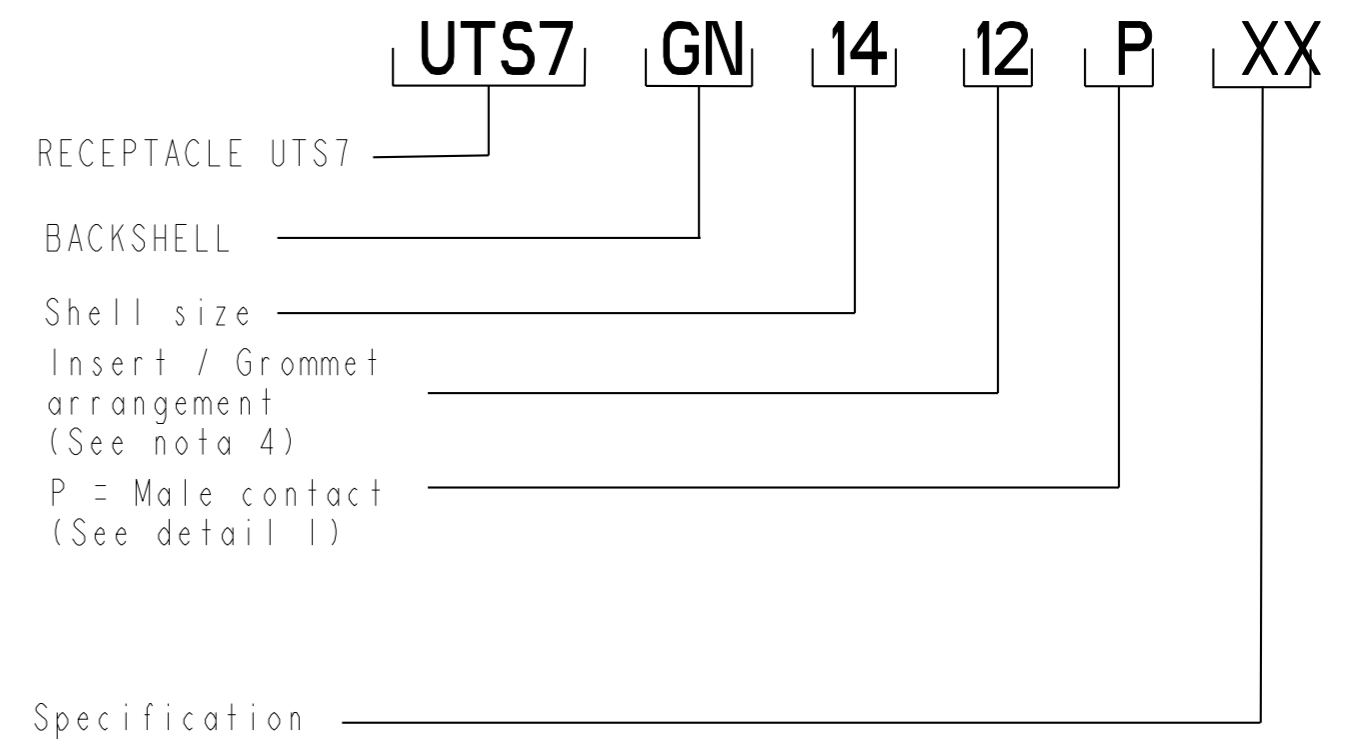 UTS7 GN 14 12 P XX
RECEPTACLE UTS7
BACKSHELL
Shell size
Insert / Grommet
arrangement
(See nota 4)
P = Male contact
(See detail 1)
Specification